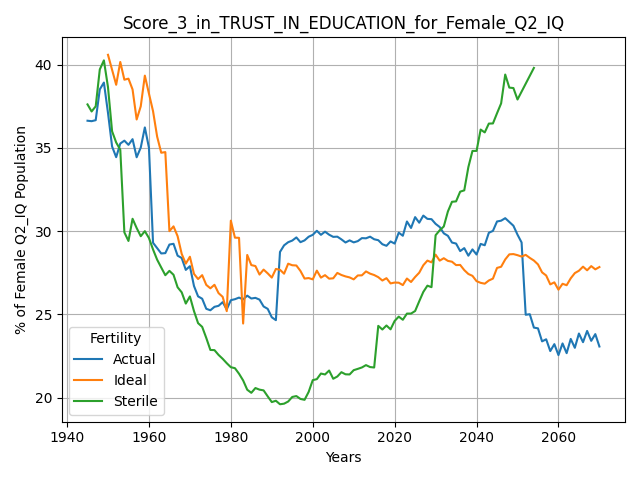 Score_3_in_TRUST_IN_EDUCATION_for_Female_Q2_IQ
% of Female Q2_IQ Population
40
35
30
25
20
Fertility
Actual
Ideal
Sterile
1940 1960 1980 2000 2020 2040 2060
Years